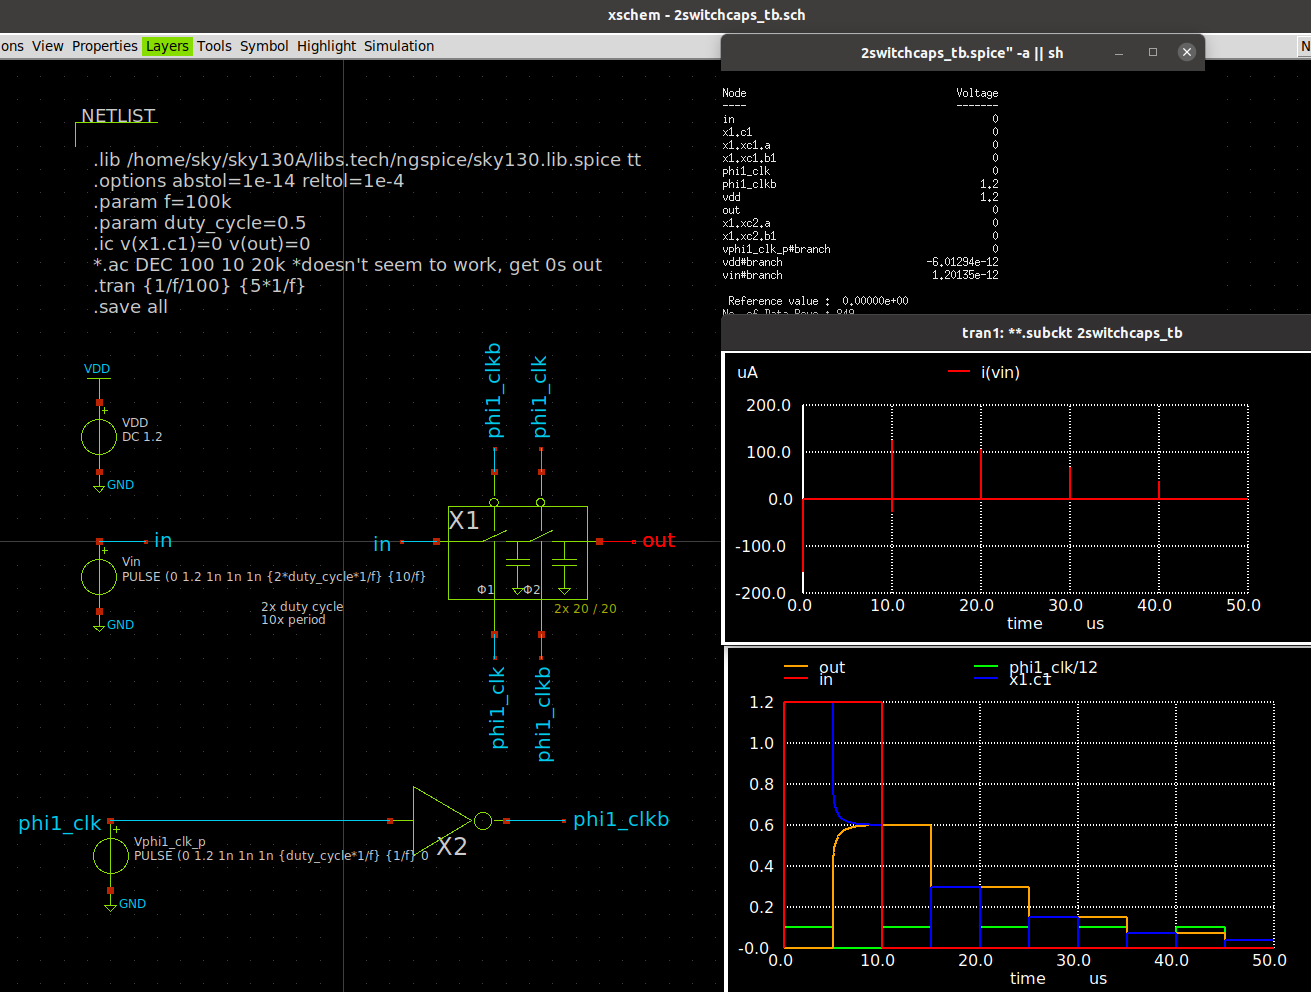 xschem - 2switchcaps_tb.sch
ons View Properties Layers Tools Symbol Highlight Simulation
N
2switchcaps_tb.spice" -a || sh
Node Voltage
---- -------
in 0
x1.c1 0
x1.xc1.a 0
x1.xc1.b1 0
phi1_clk 0
phi1_clkb 1.2
vdd 1.2
out 0
x1.xc2.a 0
x1.xc2.b1 0
vphi1_clk_p#branch 0
vdd#branch -6.01294e-12
vin#branch 1.20135e-12
Reference value : 0.00000e+00
No. of Data Rows : 849
NETLIST
.lib /home/sky/sky130A/libs.tech/ngspice/sky130.lib.spice tt
.options abstol=1e-14 reltol=1e-4
.param f=100k
.param duty_cycle=0.5
.ic v(x1.c1)=0 v(out)=0
*.ac DEC 100 10 20k *doesn't seem to work, get 0s out
.tran {1/f/100} {5*1/f}
.save all
VDD
+
VDD
DC 1.2
GND
in
+
Vin
PULSE (0 1.2 1n 1n 1n {2*duty_cycle*1/f} {10/f}
GND
2x duty cycle
10x period
phi1_clkb
phi1_clk
X1
in
out
Φ1
Φ2
2x 20 / 20
phi1_clk
phi1_clkb
phi1_clk
+
Vphi1_clk_p
PULSE (0 1.2 1n 1n 1n {duty_cycle*1/f} {1/f} 0
GND
X2
phi1_clkb
tran1: **.subckt 2switchcaps_tb
uA
i(vin)
200.0
100.0
0.0
-100.0
-200.0
0.0 10.0 20.0 30.0 40.0 50.0
time us
out phi1_clk/12
in x1.c1
1.2
1.0
0.8
0.6
0.4
0.2
-0.0
0.0 10.0 20.0 30.0 40.0 50.0
time us